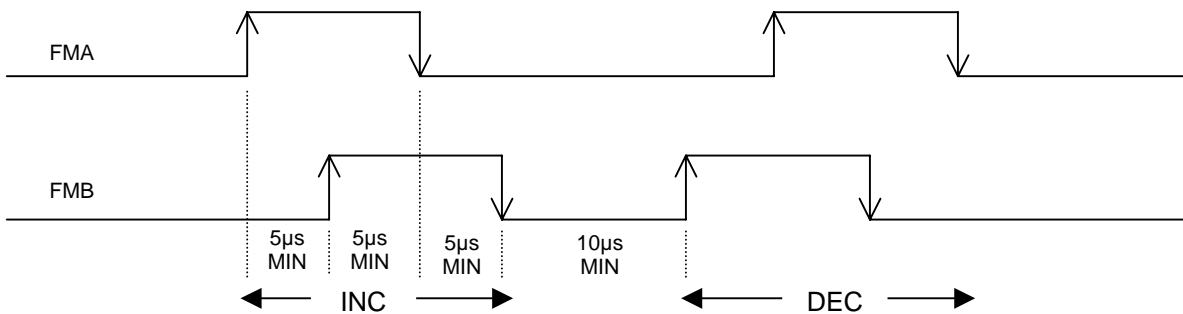 FMA
FMB
5µs MIN
5µs MIN
5µs MIN
10µs MIN
INC
DEC